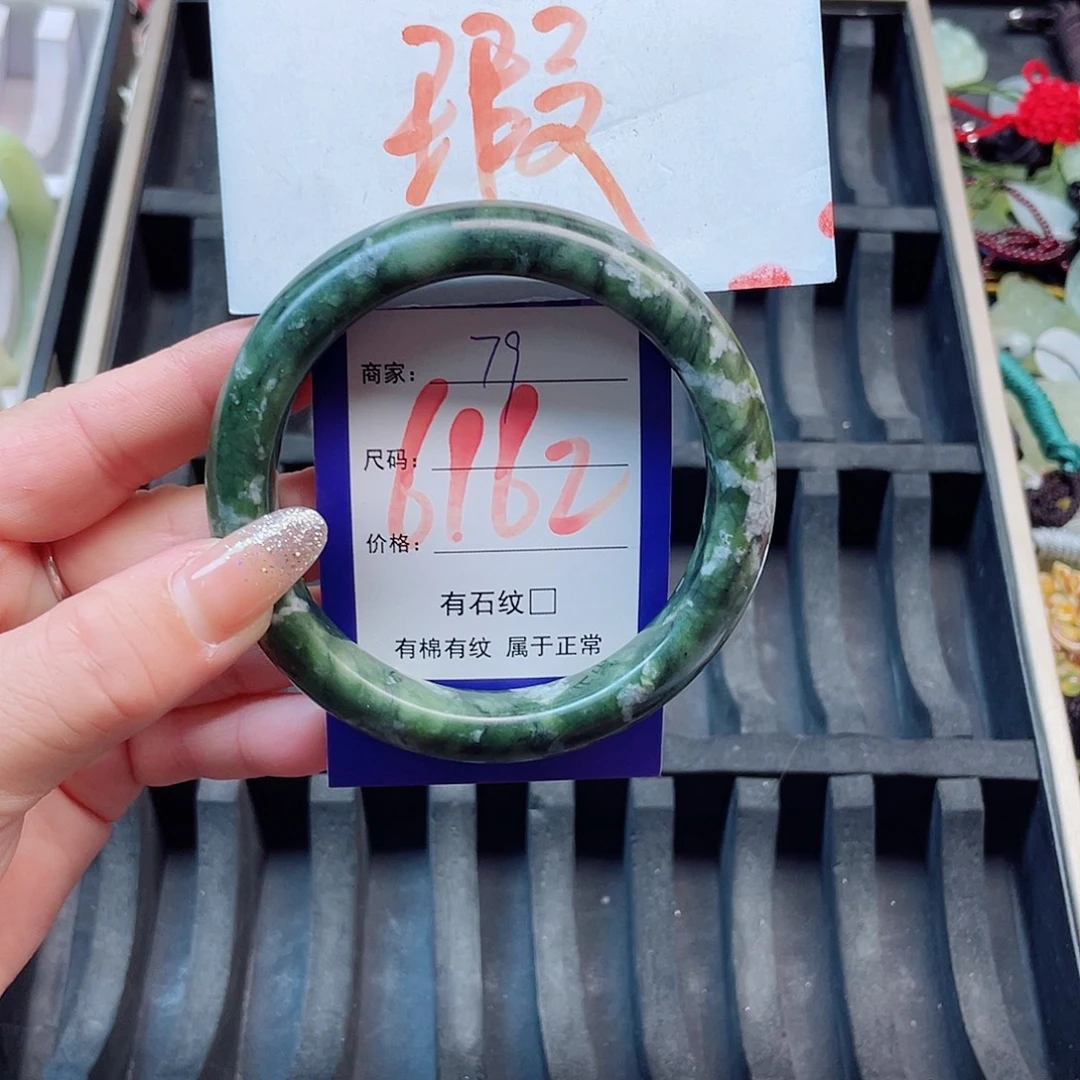 瑕
商家： 79
6162
尺码：
价格：
有石纹□
有棉有纹 属于正常